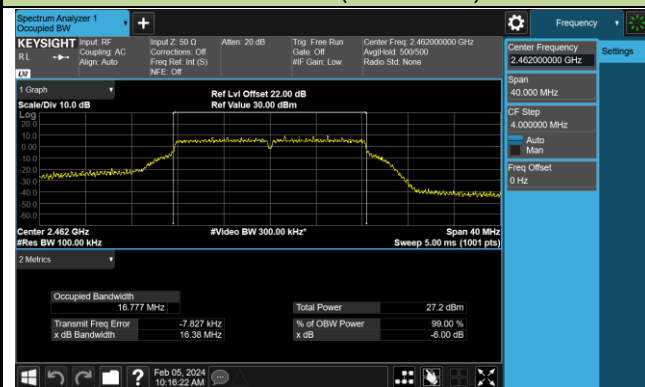 Spectrum Analyzer 1
Occupied BW
+
Frequency
KEYSIGHT
RL
LXI
Input: RF
Coupling: AC
Align: Auto
Input Z: 50 Ω
Corrections: Off
Freq Ref: Int (S)
NFE: Off
Atten: 20 dB
Trig: Free Run
Gate: Off
#IF Gain: Low
Center Freq: 2.462000000 GHz
Avg|Hold: 500/500
Radio Std: None
Center Frequency
2.462000000 GHz
Settings
Span
40.000 MHz
CF Step
4.000000 MHz
Auto
Man
Freq Offset
0 Hz
1 Graph
Scale/Div 10.0 dB
Ref Lvl Offset 22.00 dB
Ref Value 30.00 dBm
Log
20.0
10.0
0.00
-10.0
-20.0
-30.0
-40.0
-50.0
-60.0
Center 2.462 GHz
#Res BW 100.00 kHz
#Video BW 300.00 kHz*
Span 40 MHz
Sweep 5.00 ms (1001 pts)
2 Metrics
Occupied Bandwidth
16.777 MHz
Total Power 27.2 dBm
Transmit Freq Error -7.827 kHz
% of OBW Power 99.00 %
x dB Bandwidth 16.38 MHz
x dB -6.00 dB
?
Feb 05, 2024
10:16:22 AM